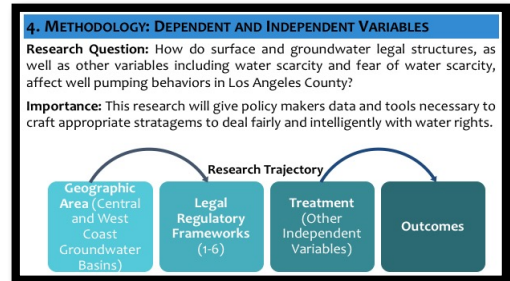 4. METHODOLOGY: DEPENDENT AND INDEPENDENT VARIABLES
Research Question: How do surface and groundwater legal structures, as
well as other variables including water scarcity and fear of water scarcity,
affect well pumping behaviors in Los Angeles County?
Importance: This research will give policy makers data and tools necessary to
craft appropriate stratagems to deal fairly and intelligently with water rights.
Research Trajectory
Geographic
Area (Central
and West
Coast
Groundwater
Basins)
Legal
Regulatory
Frameworks
(1-6)
Treatment
(Other
Independent
Variables)
Outcomes